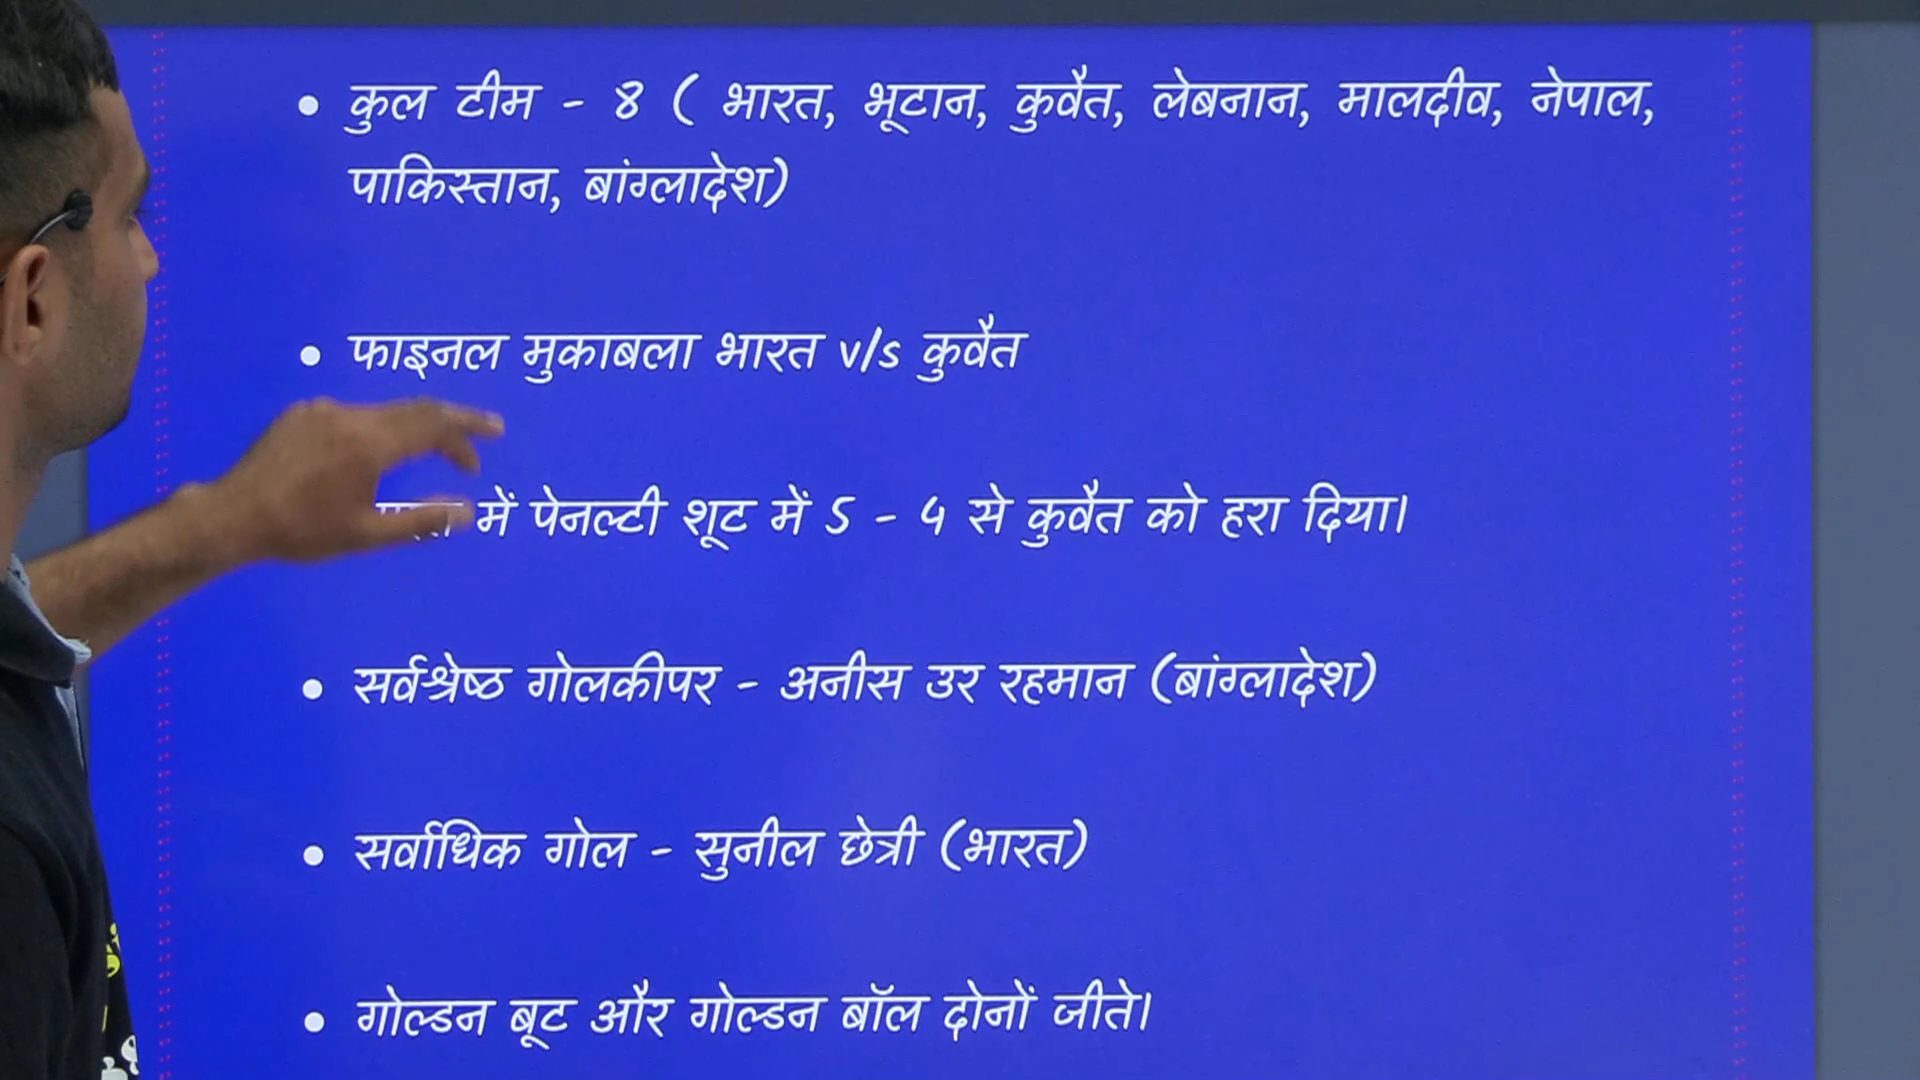 • कुल टीम - 8 ( भारत, भूटान, कुवैत, लेबनान, मालदीव, नेपाल,
पाकिस्तान, बांग्लादेश)
• फाइनल मुकाबला भारत v/s कुवैत
में पेनल्टी शूट में 5 - 4 से कुवैत को हरा दिया।
• सर्वश्रेष्ठ गोलकीपर - अनीस उर रहमान (बांग्लादेश)
• सर्वाधिक गोल - सुनील छेत्री (भारत)
• गोल्डन बूट और गोल्डन बॉल दोनों जीते।